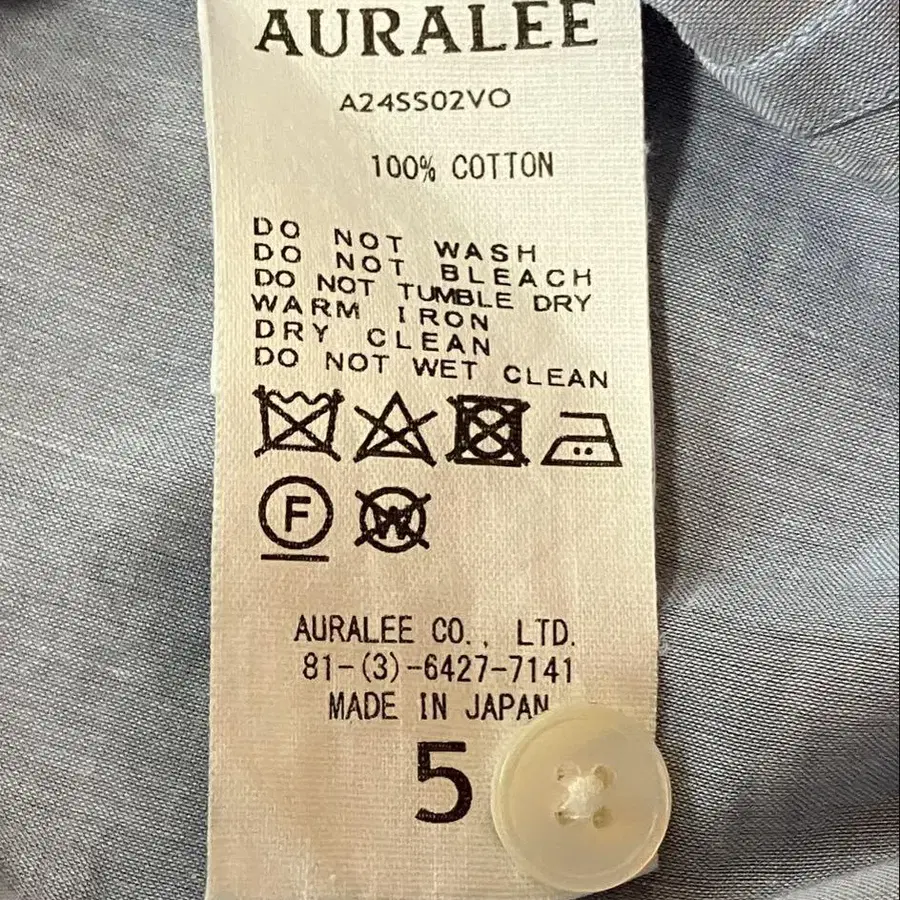 AURALEE
A24SS02VO
100% COTTON
DO NOT WASH
DO NOT BLEACH
DO NOT TUMBLE DRY
WARM IRON
DRY CLEAN
DO NOT WET CLEAN
F W
AURALEE CO., LTD.
81-(3)-6427-7141
MADE IN JAPAN
5